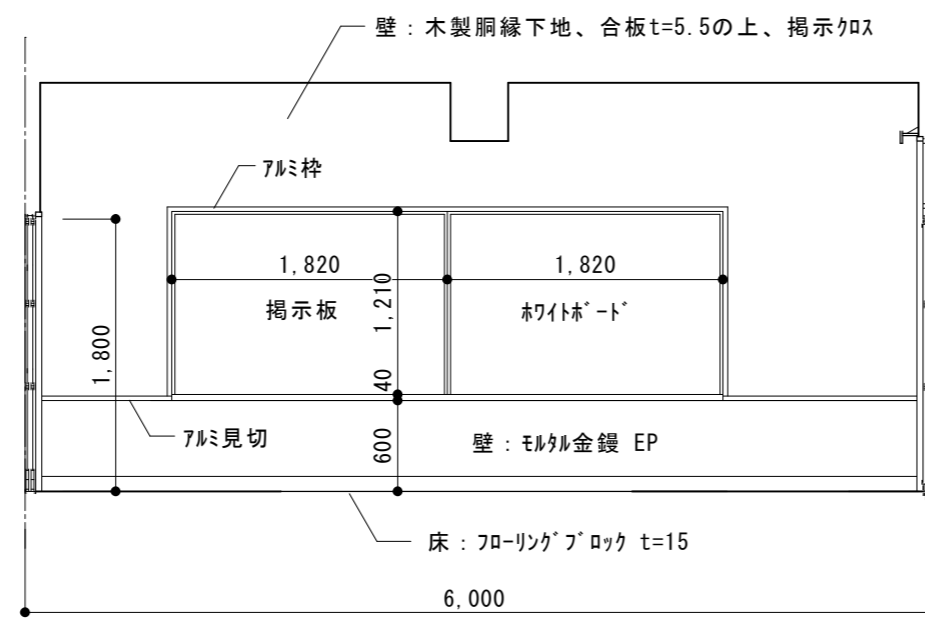 壁：木製胴縁下地、合板t=5.5の上、掲示ｸﾛｽ
ｱﾙﾐ枠
1,820
1,820
掲示板
ﾎﾜｲﾄﾎﾞｰﾄﾞ
1,210
1,800
40
ｱﾙﾐ見切
600
壁：ﾓﾙﾀﾙ金鏝 EP
床：ﾌﾛｰﾘﾝｸﾞﾌﾞﾛｯｸ t=15
6,000